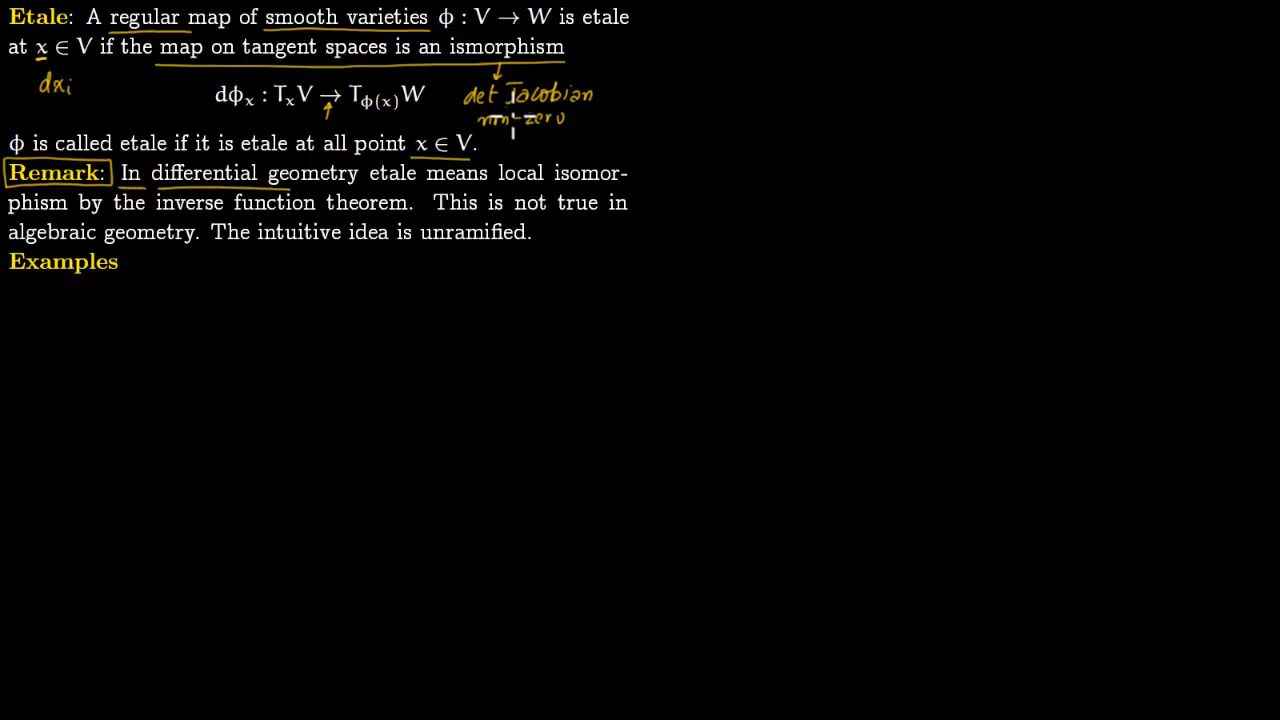 Etale: A regular map of smooth varieties ϕ : V → W is etale
at x ∈ V if the map on tangent spaces is an ismorphism
dxᵢ
dϕₓ : TₓV → T_ϕ(x)W
det Jacobian
non-zero
ϕ is called etale if it is etale at all point x ∈ V.
Remark: In differential geometry etale means local isomor-
phism by the inverse function theorem. This is not true in
algebraic geometry. The intuitive idea is unramified.
Examples